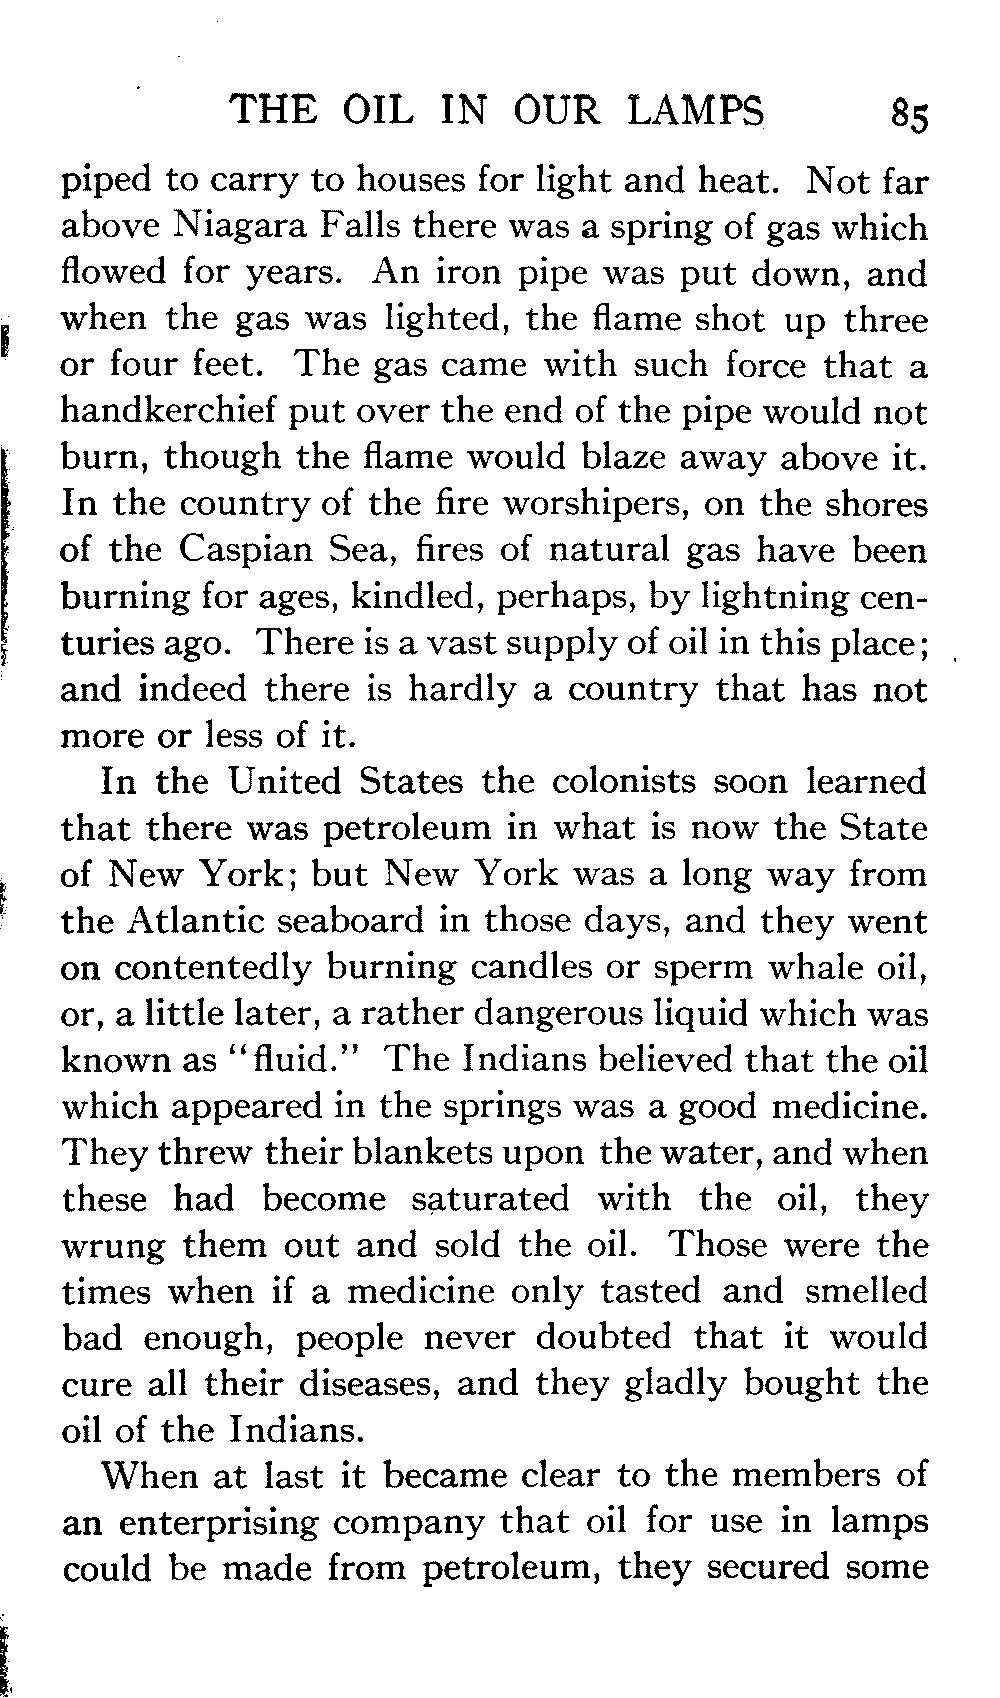 THE OIL IN OUR LAMPS 85
piped to carry to houses for light and heat. Not far
above Niagara Falls there was a spring of gas which
flowed for years. An iron pipe was put down, and
when the gas was lighted, the flame shot up three
or four feet. The gas came with such force that a
handkerchief put over the end of the pipe would not
burn, though the flame would blaze away above it.
In the country of the fire worshipers, on the shores
of the Caspian Sea, fires of natural gas have been
burning for ages, kindled, perhaps, by lightning cen-
turies ago. There is a vast supply of oil in this place;
and indeed there is hardly a country that has not
more or less of it.
In the United States the colonists soon learned
that there was petroleum in what is now the State
of New York; but New York was a long way from
the Atlantic seaboard in those days, and they went
on contentedly burning candles or sperm whale oil,
or, a little later, a rather dangerous liquid which was
known as "fluid." The Indians believed that the oil
which appeared in the springs was a good medicine.
They threw their blankets upon the water, and when
these had become saturated with the oil, they
wrung them out and sold the oil. Those were the
times when if a medicine only tasted and smelled
bad enough, people never doubted that it would
cure all their diseases, and they gladly bought the
oil of the Indians.
When at last it became clear to the members of
an enterprising company that oil for use in lamps
could be made from petroleum, they secured some